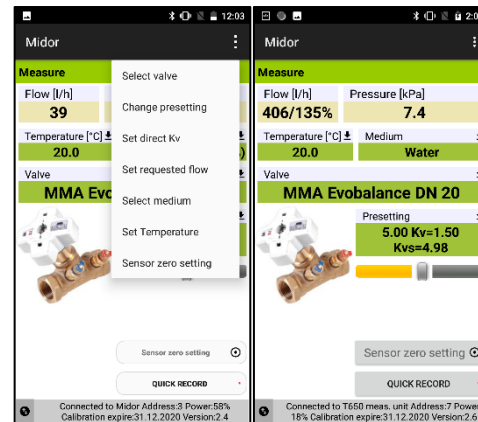 12:03
Midor
Measure
Flow [l/h]
39
Temperature [°C]
20.0
Valve
MMA Evo
Select valve
Change presetting
Set direct Kv
Set requested flow
Select medium
Set Temperature
Sensor zero setting
Sensor zero setting
QUICK RECORD
Connected to Midor Address:3 Power:58%
Calibration expire:31.12.2020 Version:2.4
2:0
Midor
Measure
Flow [l/h] Pressure [kPa]
406/135% 7.4
Temperature [°C] Medium
20.0 Water
Valve
MMA Evobalance DN 20
Presetting
5.00 Kv=1.50
Kvs=4.98
Sensor zero setting
QUICK RECORD
Connected to T650 meas. unit Address:7 Powe
18% Calibration expire:31.12.2020 Version:2.6